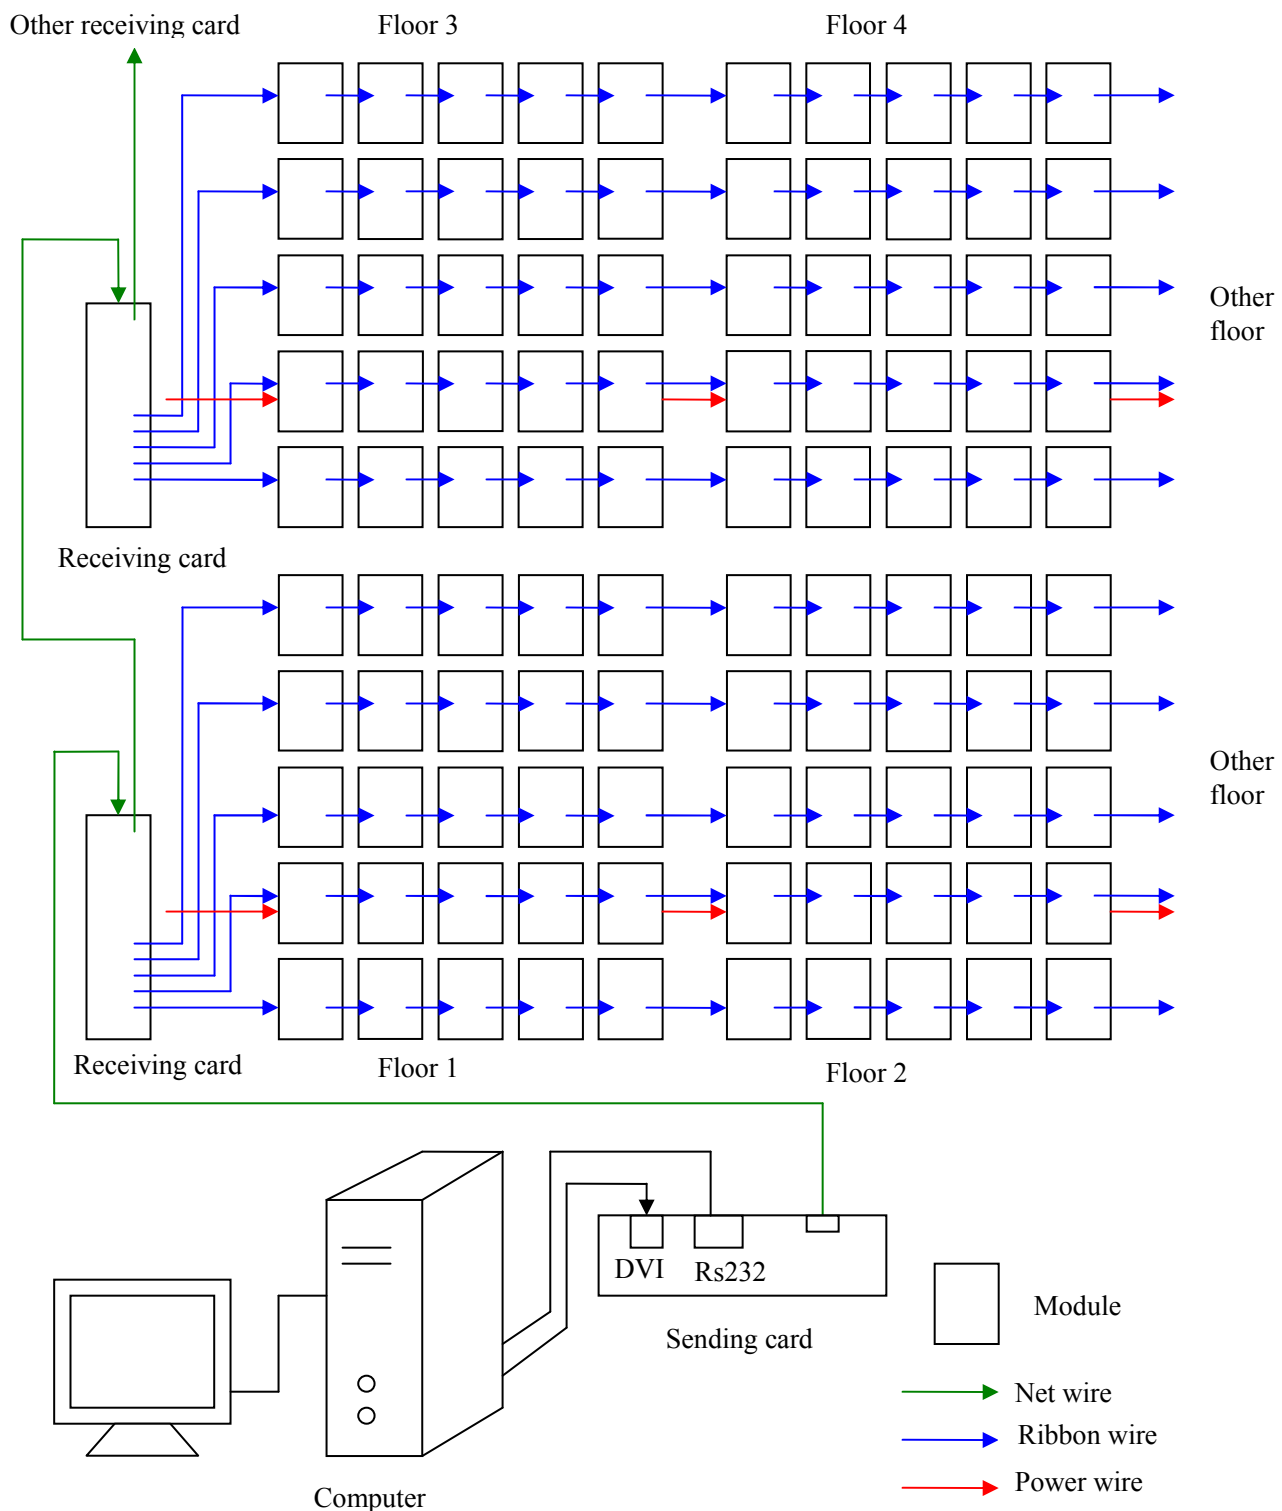 Other receiving card
Floor 3
Floor 4
Other
floor
Receiving card
Other
floor
Receiving card
Floor 1
Floor 2
DVI
Rs232
Module
Sending card
Net wire
Ribbon wire
Power wire
Computer